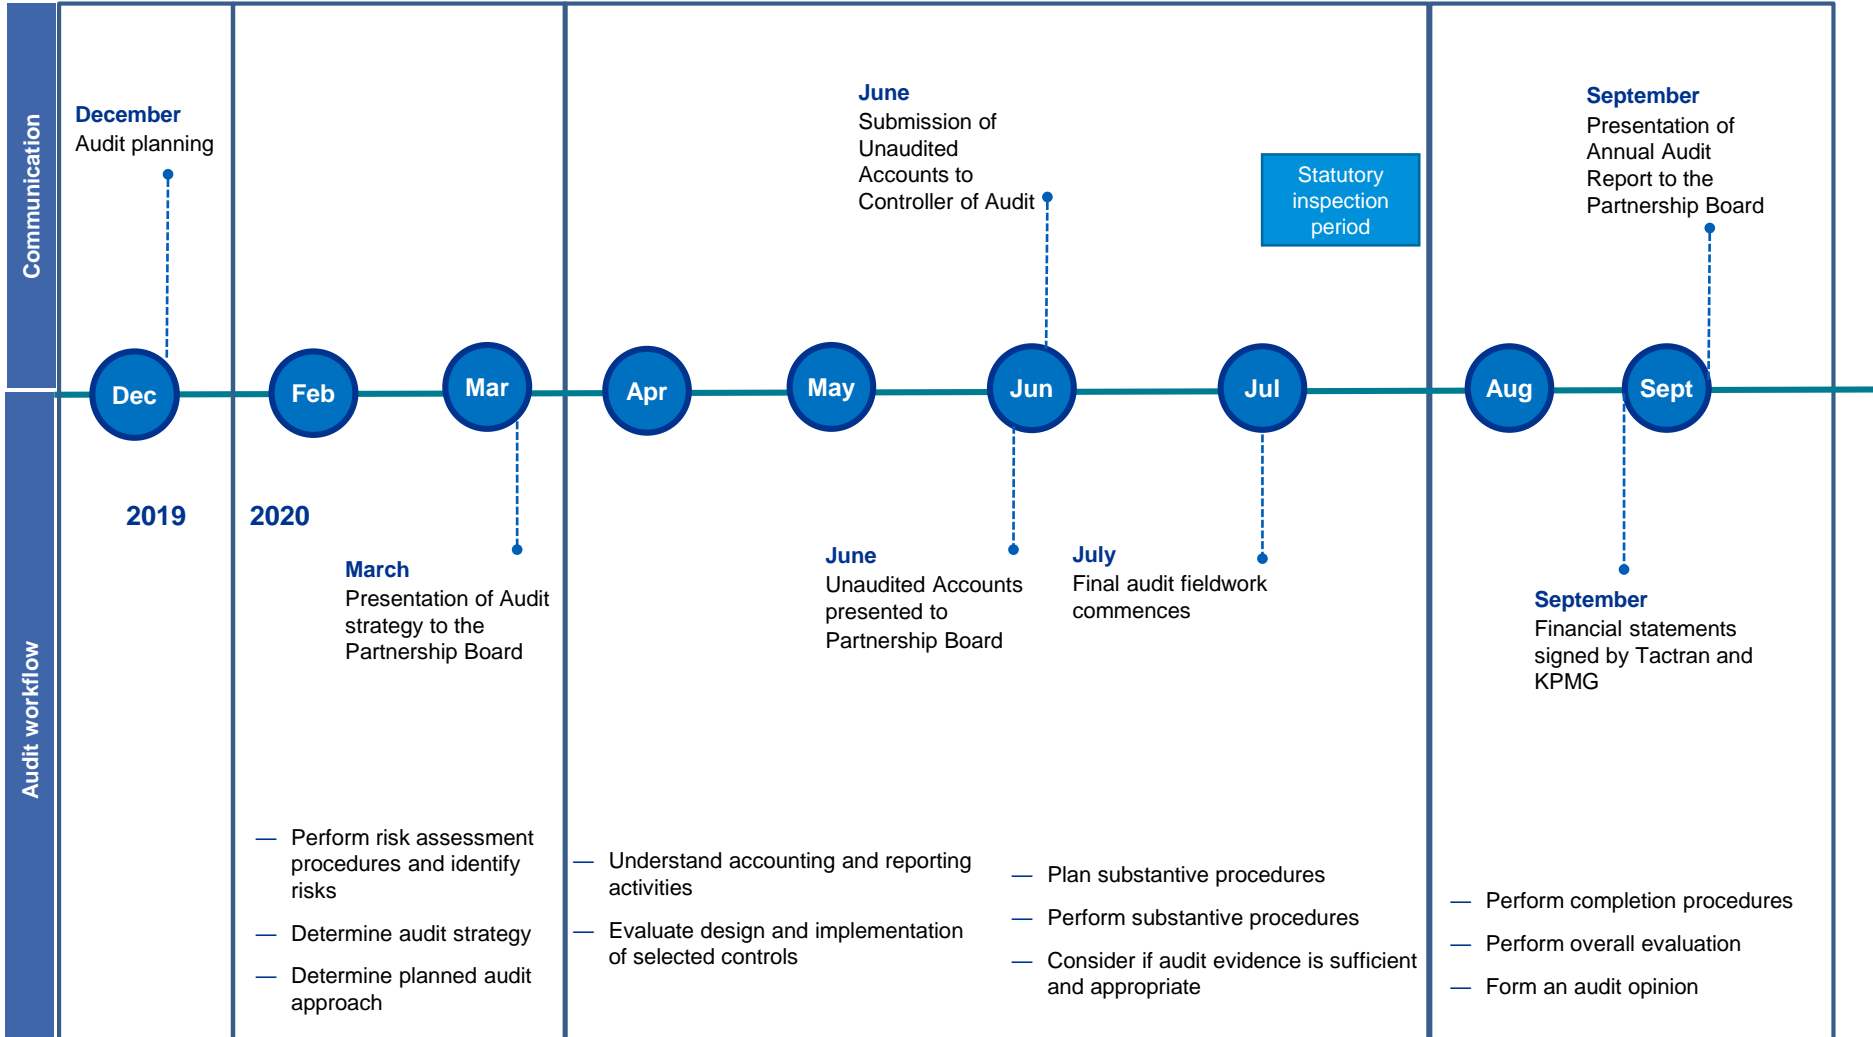 Communication
December
Audit planning
June
Submission of
Unaudited
Accounts to
Controller of Audit
Statutory
inspection
period
September
Presentation of
Annual Audit
Report to the
Partnership Board
Dec
Feb
Mar
Apr
May
Jun
Jul
Aug
Sept
Audit workflow
2019
2020
March
Presentation of Audit
strategy to the
Partnership Board
June
Unaudited Accounts
presented to
Partnership Board
July
Final audit fieldwork
commences
September
Financial statements
signed by Tactran and
KPMG
— Perform risk assessment
procedures and identify
risks
— Determine audit strategy
— Determine planned audit
approach
— Understand accounting and reporting
activities
— Evaluate design and implementation
of selected controls
— Plan substantive procedures
— Perform substantive procedures
— Consider if audit evidence is sufficient
and appropriate
— Perform completion procedures
— Perform overall evaluation
— Form an audit opinion